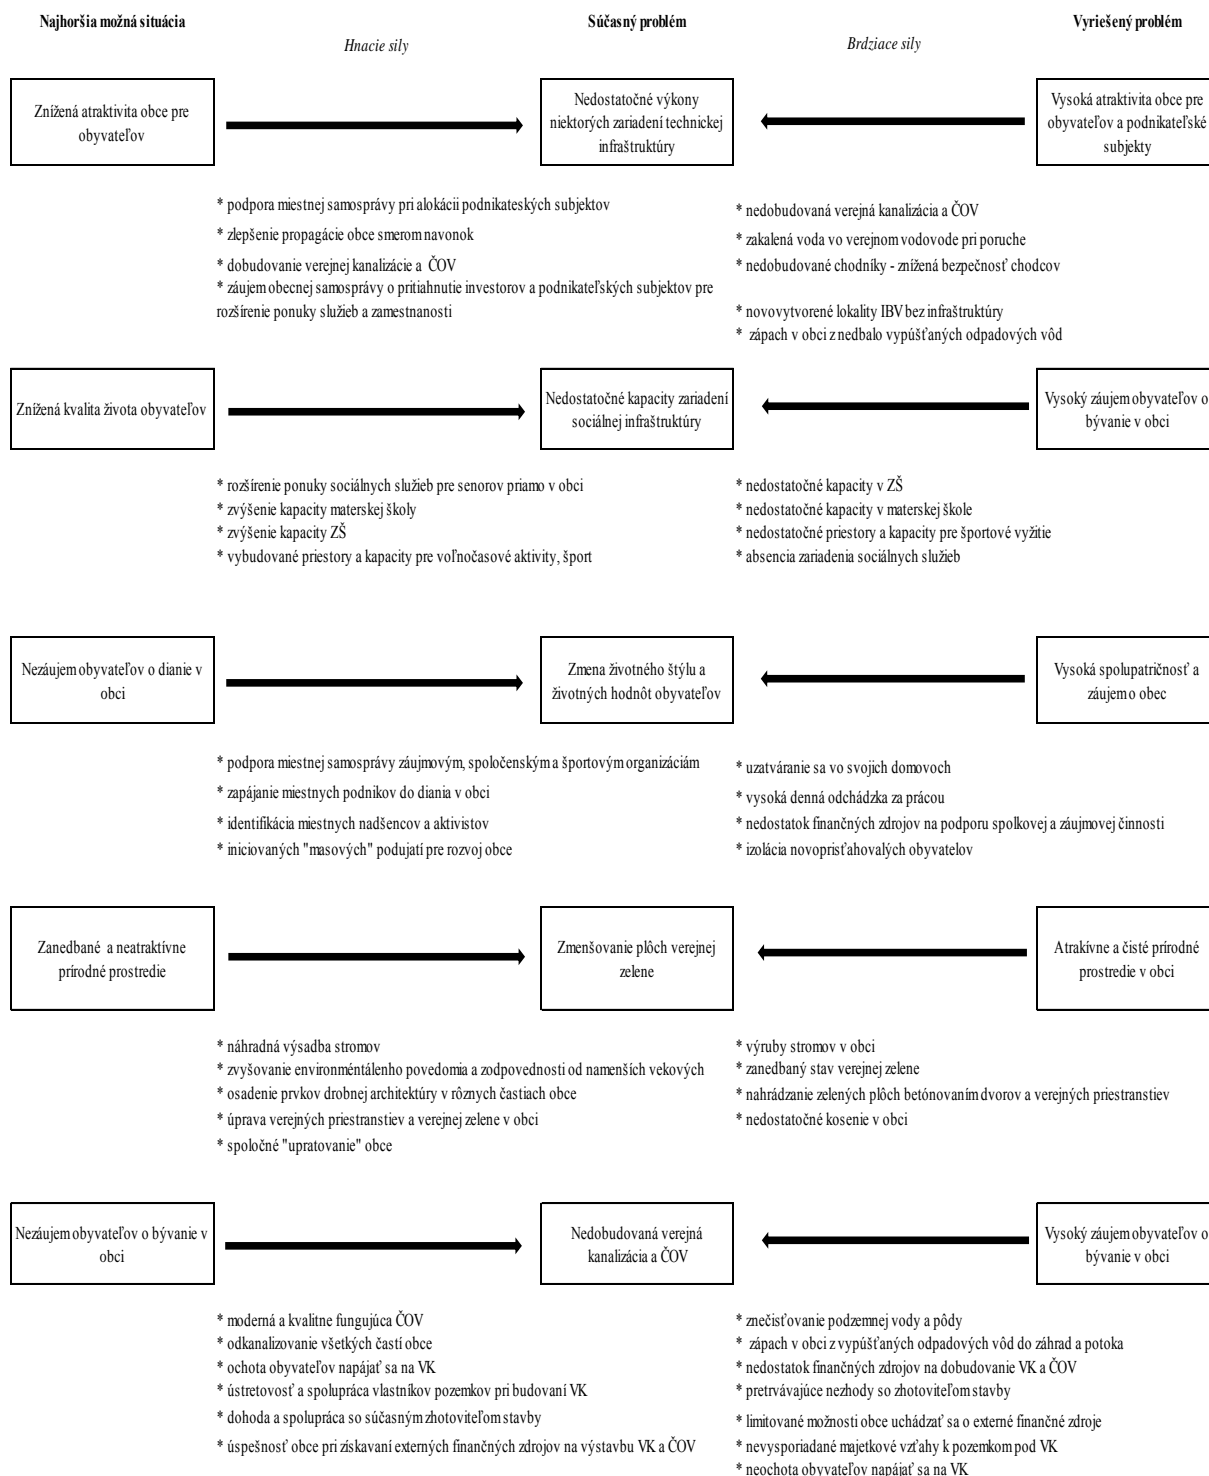 Najhoršia možná situácia
Súčasný problém
Vyriešený problém
Hnacie sily
Brdziace sily
Znížená atraktivita obce pre
obyvateľov
Nedostatočné výkony
niektorých zariadení technickej
infraštruktúry
Vysoká atraktivita obce pre
obyvateľov a podnikateľské
subjekty
* podpora miestnej samosprávy pri alokácii podnikateských subjektov
* zlepšenie propagácie obce smerom navonok
* dobudovanie verejnej kanalizácie a ČOV
* záujem obecnej samosprávy o pritiahnutie investorov a podnikateľských subjektov pre
rozšírenie ponuky služieb a zamestnanosti
* nedobudovaná verejná kanalizácia a ČOV
* zakalená voda vo verejnom vodovode pri poruche
* nedobudované chodníky - znížená bezpečnosť chodcov
* novovytvorené lokality IBV bez infraštruktúry
* zápach v obci z nedbalo vypúšťaných odpadových vôd
Znížená kvalita života obyvateľov
Nedostatočné kapacity zariadení
sociálnej infraštruktúry
Vysoký záujem obyvateľov o
bývanie v obci
* rozšírenie ponuky sociálnych služieb pre senorov priamo v obci
* zvýšenie kapacity materskej školy
* zvýšenie kapacity ZŠ
* vybudované priestory a kapacity pre voľnočasové aktivity, šport
* nedostatočné kapacity v ZŠ
* nedostatočné kapacity v materskej škole
* nedostatočné priestory a kapacity pre športové vyžitie
* absencia zariadenia sociálnych služieb
Nezáujem obyvateľov o dianie v
obci
Zmena životného štýlu a
životných hodnôt obyvateľov
Vysoká spolupatričnosť a
záujem o obec
* podpora miestnej samosprávy záujmovým, spoločenským a športovým organizáciám
* zapájanie miestnych podnikov do diania v obci
* identifikácia miestnych nadšencov a aktivistov
* iniciovaných "masových" podujatí pre rozvoj obce
* uzatváranie sa vo svojich domovoch
* vysoká denná odchádzka za prácou
* nedostatok finančných zdrojov na podporu spolkovej a záujmovej činnosti
* izolácia novoprisťahovalých obyvatelov
Zanedbané a neatraktívne
prírodné prostredie
Zmenšovanie plôch verejnej
zelene
Atrakívne a čisté prírodné
prostredie v obci
* náhradná výsadba stromov
* zvyšovanie environméntálenho povedomia a zodpovednosti od namenších vekových
* osadenie prvkov drobnej architektúry v rôznych častiach obce
* úprava verejných priestranstiev a verejnej zelene v obci
* spoločné "upratovanie" obce
* výruby stromov v obci
* zanedbaný stav verejnej zelene
* nahrádzanie zelených plôch betónovaním dvorov a verejných priestranstiev
* nedostatočné kosenie v obci
Nezáujem obyvateľov o bývanie v
obci
Nedobudovaná verejná
kanalizácia a ČOV
Vysoký záujem obyvateľov o
bývanie v obci
* moderná a kvalitne fungujúca ČOV
* odkanalizovanie všetkých častí obce
* ochota obyvateľov napájať sa na VK
* ústretovosť a spolupráca vlastníkov pozemkov pri budovaní VK
* dohoda a spolupráca so súčasným zhotoviteľom stavby
* úspešnosť obce pri získavaní externých finančných zdrojov na výstavbu VK a ČOV
* znečisťovanie podzemnej vody a pôdy
* zápach v obci z vypúšťaných odpadových vôd do záhrad a potoka
* nedostatok finančných zdrojov na dobudovanie VK a ČOV
* pretrvávajúce nezhody so zhotoviteľom stavby
* limitované možnosti obce uchádzať sa o externé finančné zdroje
* nevysporiadané majetkové vzťahy k pozemkom pod VK
* neochota obyvateľov napájať sa na VK